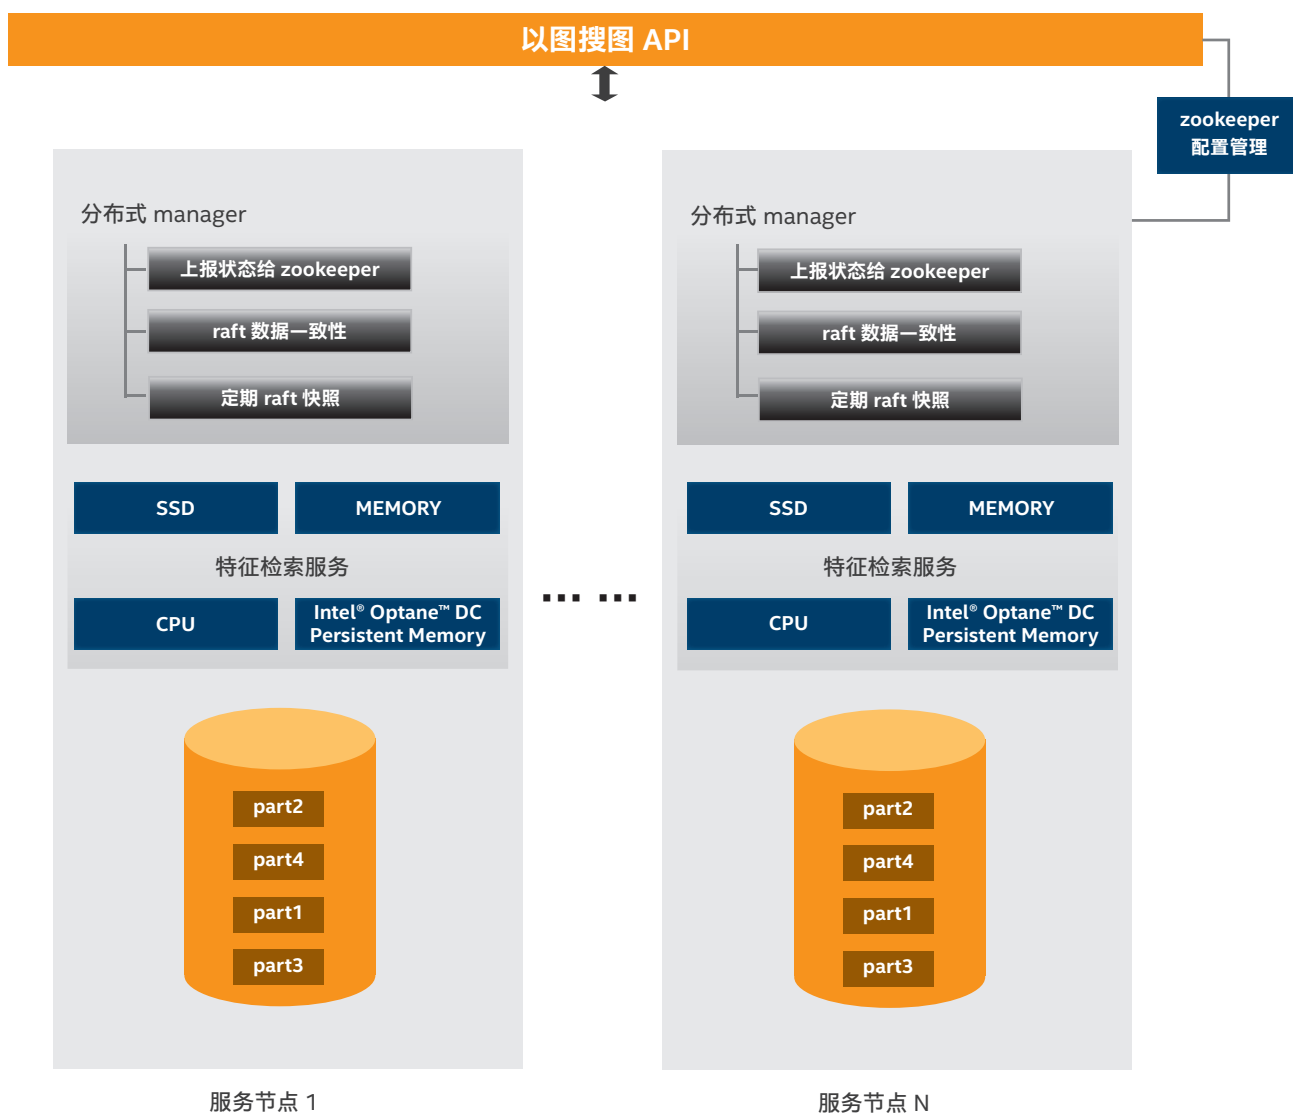 以图搜图 API
zookeeper
配置管理
分布式 manager
上报状态给 zookeeper
raft 数据一致性
定期 raft 快照
SSD
MEMORY
特征检索服务
CPU
Intel® Optane™ DC
Persistent Memory
part2
part4
part1
part3
服务节点 1
... ...
分布式 manager
上报状态给 zookeeper
raft 数据一致性
定期 raft 快照
SSD
MEMORY
特征检索服务
CPU
Intel® Optane™ DC
Persistent Memory
part2
part4
part1
part3
服务节点 N